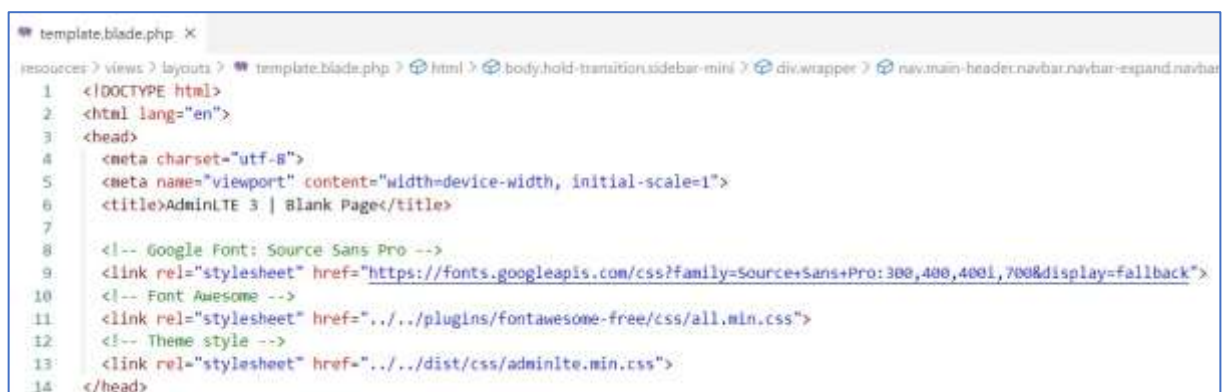 template.blade.php ×
resources > views > layouts > template.blade.php > html > body.hold-transition.sidebar-mini > div.wrapper > nav.main-header.navbar.navbar-expand.navbar
1 <!DOCTYPE html>
2 <html lang="en">
3 <head>
4 <meta charset="utf-8">
5 <meta name="viewport" content="width=device-width, initial-scale=1">
6 <title>AdminLTE 3 | Blank Page</title>
7
8 <!-- Google Font: Source Sans Pro -->
9 <link rel="stylesheet" href="https://fonts.googleapis.com/css?family=Source+Sans+Pro:300,400,400i,700&display=fallback">
10 <!-- Font Awesome -->
11 <link rel="stylesheet" href="../../plugins/fontawesome-free/css/all.min.css">
12 <!-- Theme style -->
13 <link rel="stylesheet" href="../../dist/css/adminlte.min.css">
14 </head>